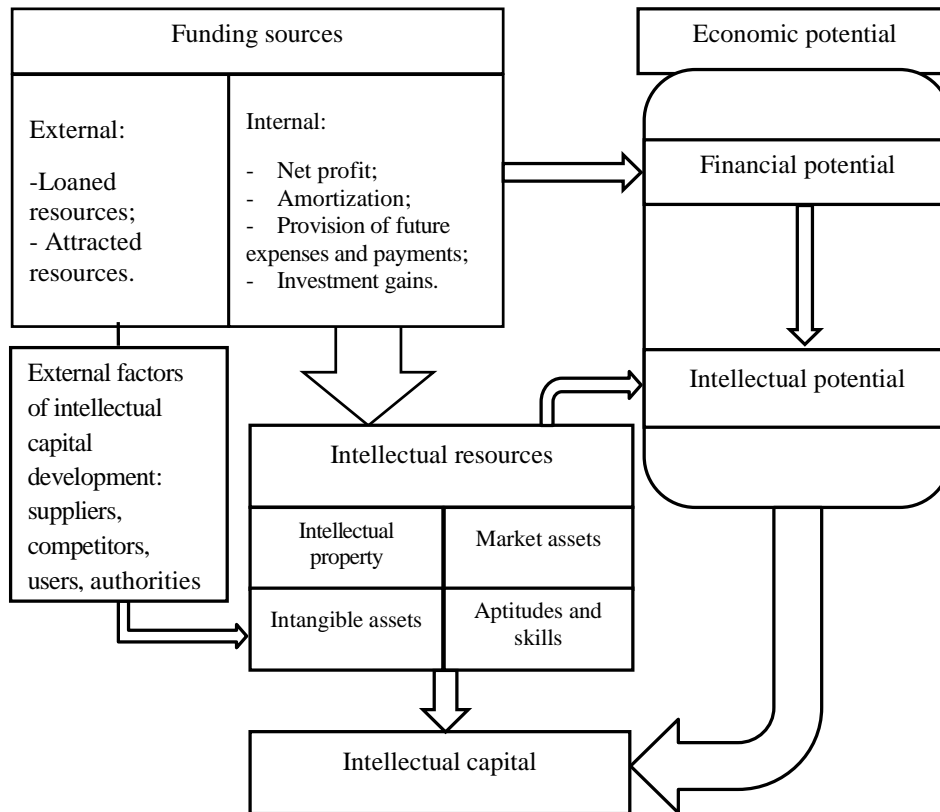 Funding sources
External:
-Loaned
resources;
- Attracted
resources.
Internal:
- Net profit;
- Amortization;
- Provision of future
expenses and payments;
- Investment gains.
Economic potential
Financial potential
Intellectual potential
External factors
of intellectual
capital
development:
suppliers,
competitors,
users, authorities
Intellectual resources
Intellectual
property
Market assets
Intangible assets
Aptitudes and
skills
Intellectual capital